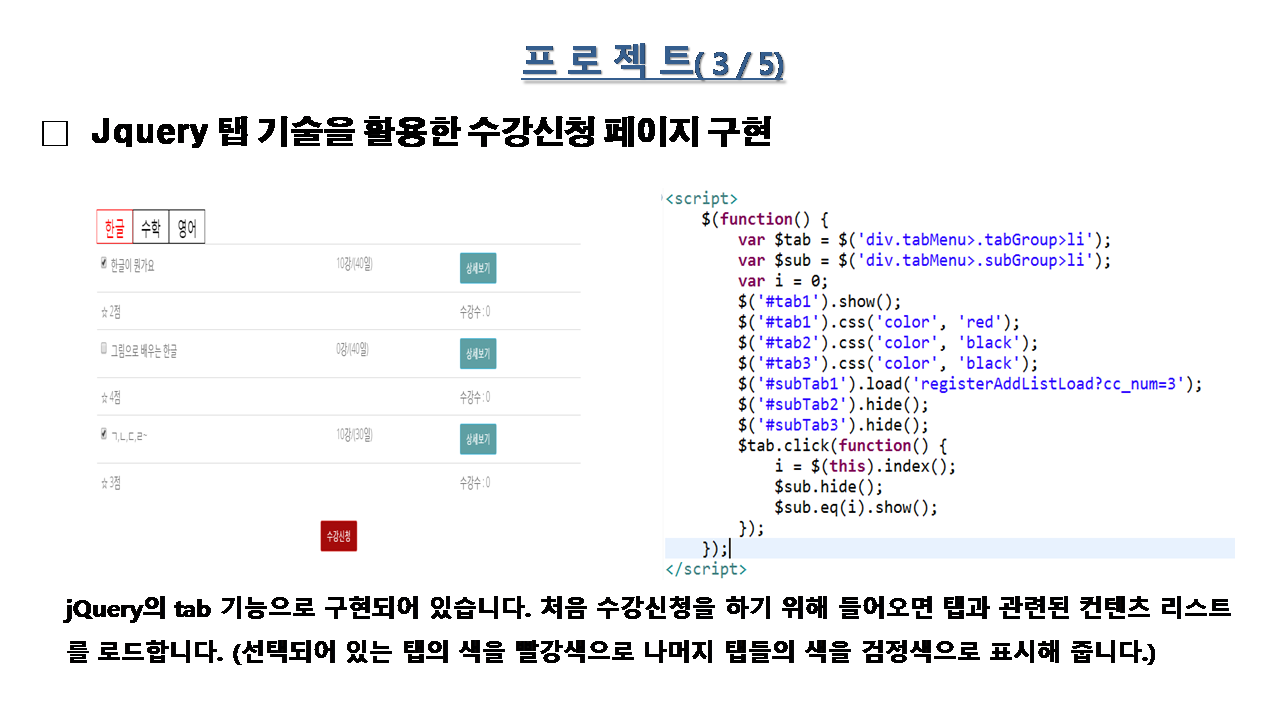 프 로 젝 트( 3 / 5)
□ Jquery 탭 기술을 활용한 수강신청 페이지 구현
한글 수학 영어
한글이 뭔가요 10강/(40일) 상세보기
☆ 2점 수강수 : 0
그림으로 배우는 한글 0강/(40일) 상세보기
☆ 4점 수강수 : 0
ㄱ,ㄴ,ㄷ,ㄹ~ 10강/(30일) 상세보기
☆ 3점 수강수 : 0
수강신청
<script>
$(function() {
var $tab = $('div.tabMenu>.tabGroup>li');
var $sub = $('div.tabMenu>.subGroup>li');
var i = 0;
$('#tab1').show();
$('#tab1').css('color', 'red');
$('#tab2').css('color', 'black');
$('#tab3').css('color', 'black');
$('#subTab1').load('registerAddListLoad?cc_num=3');
$('#subTab2').hide();
$('#subTab3').hide();
$tab.click(function() {
i = $(this).index();
$sub.hide();
$sub.eq(i).show();
});
});
</script>
jQuery의 tab 기능으로 구현되어 있습니다. 처음 수강신청을 하기 위해 들어오면 탭과 관련된 컨텐츠 리스트
를 로드합니다. (선택되어 있는 탭의 색을 빨강색으로 나머지 탭들의 색을 검정색으로 표시해 줍니다.)